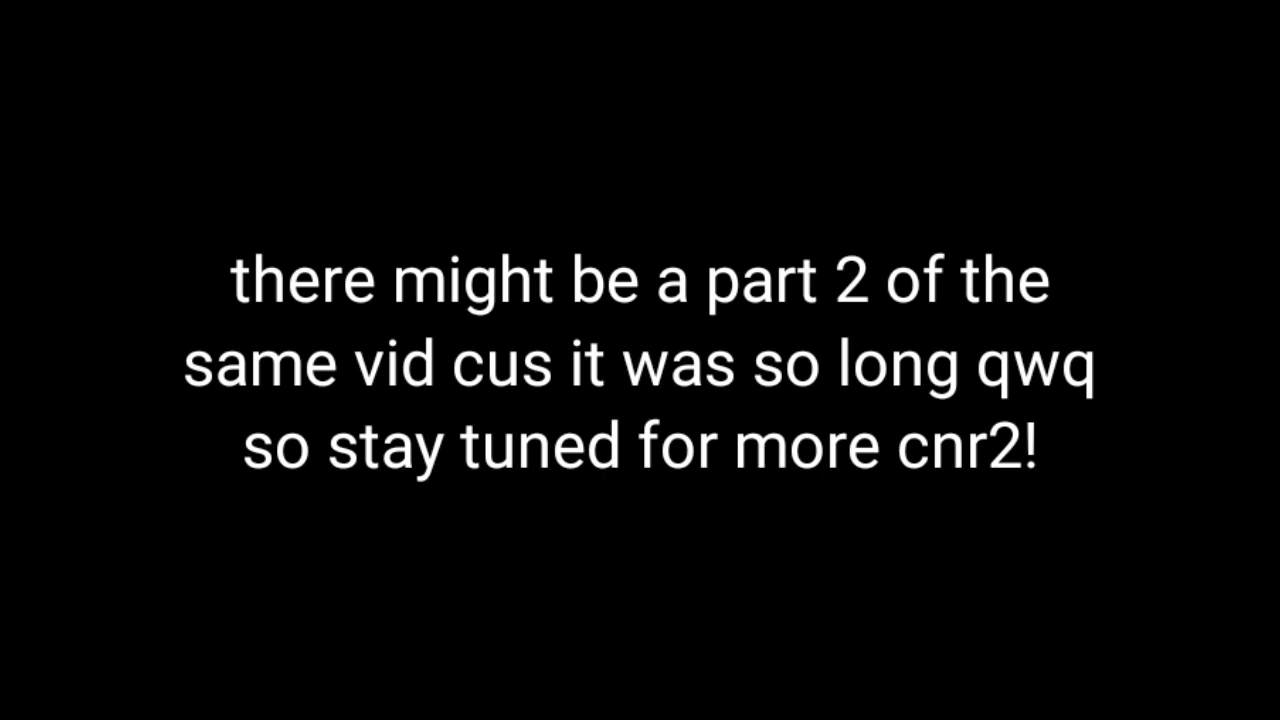 there might be a part 2 of the
same vid cus it was so long qwq
so stay tuned for more cnr2!